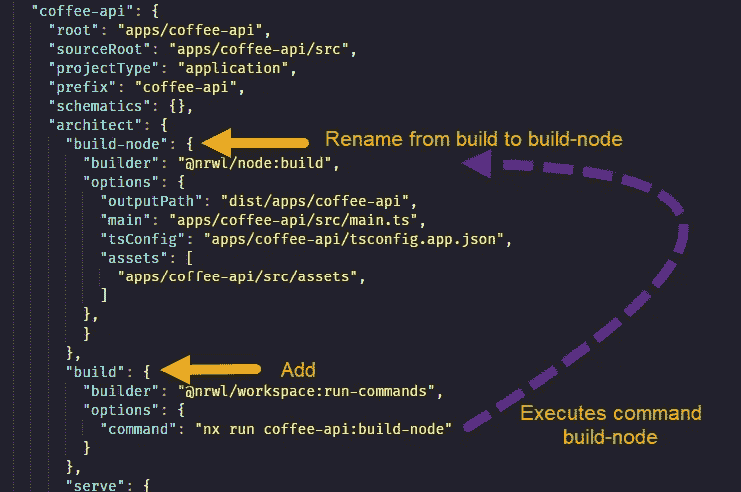 "coffee-api": {
"root": "apps/coffee-api",
"sourceRoot": "apps/coffee-api/src",
"projectType": "application",
"prefix": "coffee-api",
"schematics": {},
"architect": {
"build-node": { Rename from build to build-node
"builder": "@nrwl/node:build",
"options": {
"outputPath": "dist/apps/coffee-api",
"main": "apps/coffee-api/src/main.ts",
"tsConfig": "apps/coffee-api/tsconfig.app.json",
"assets": [
"apps/coffee-api/src/assets",
]
},
}
},
"build": { Add
"builder": "@nrwl/workspace:run-commands",
"options": {
"command": "nx run coffee-api:build-node"
}
},
"serve": {
Executes command
build-node